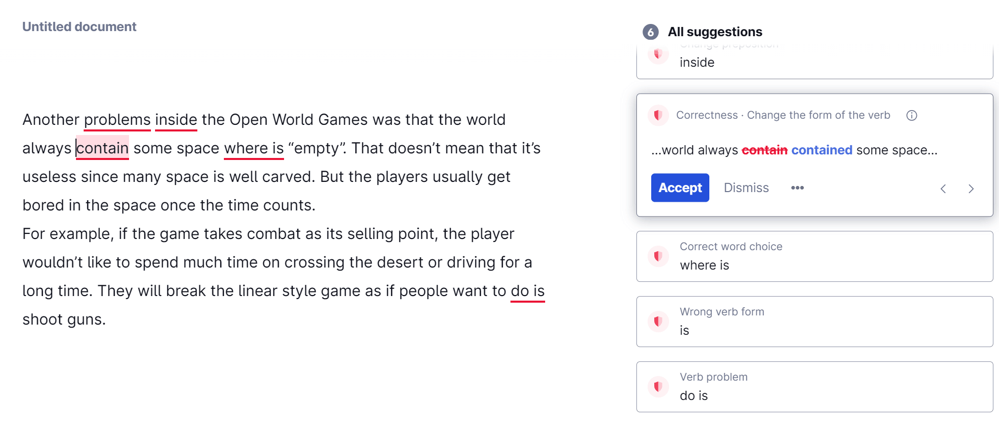 Untitled document
Another problems inside the Open World Games was that the world
always contain some space where is “empty”. That doesn’t mean that it’s
useless since many space is well carved. But the players usually get
bored in the space once the time counts.
For example, if the game takes combat as its selling point, the player
wouldn’t like to spend much time on crossing the desert or driving for a
long time. They will break the linear style game as if people want to do is
shoot guns.
6 All suggestions
Change preposition
inside
Correctness · Change the form of the verb
...world always contain contained some space...
Accept Dismiss •••
Correct word choice
where is
Wrong verb form
is
Verb problem
do is